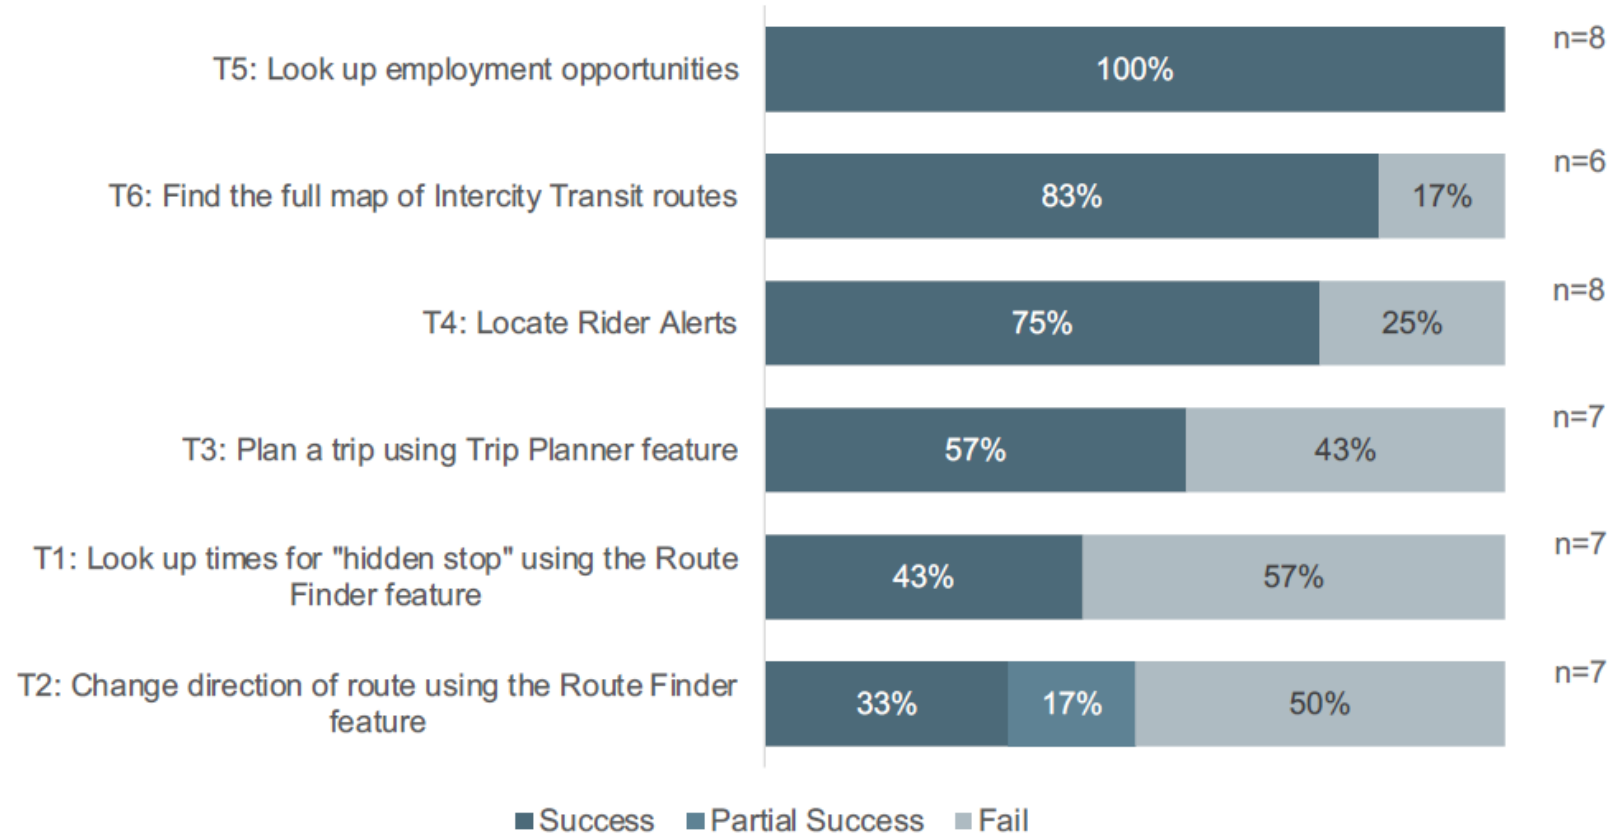 n=8
T5: Look up employment opportunities
100%
n=6
T6: Find the full map of Intercity Transit routes
83%
17%
n=8
T4: Locate Rider Alerts
75%
25%
n=7
T3: Plan a trip using Trip Planner feature
57%
43%
n=7
T1: Look up times for "hidden stop" using the Route
Finder feature
43%
57%
n=7
T2: Change direction of route using the Route Finder
feature
33%
17%
50%
Success
Partial Success
Fail